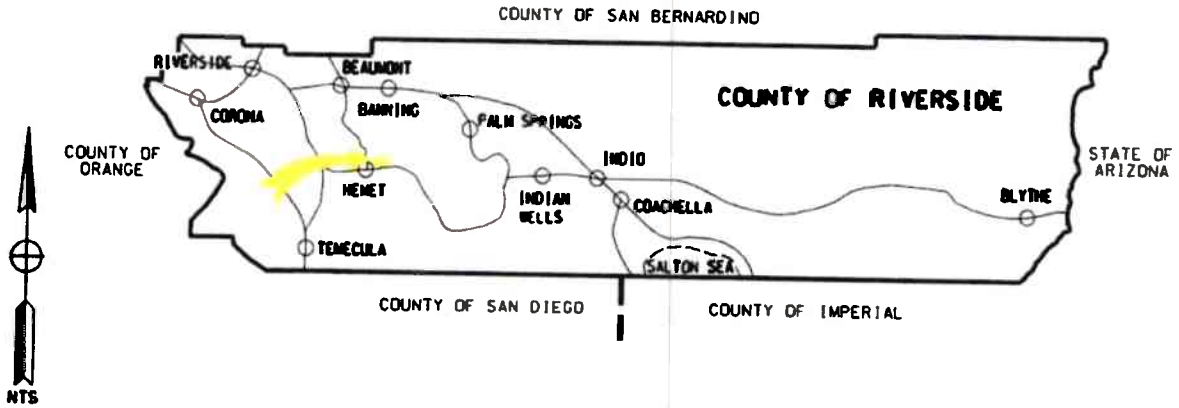 COUNTY OF SAN BERNARDINO
RIVERSIDE
BEAUMONT
COUNTY OF RIVERSIDE
CORONA
BANNING
PALM SPRINGS
COUNTY OF
ORANGE
STATE OF
ARIZONA
INDIO
HEMET
INDIAN
WELLS
COACHELLA
BLYTHE
TEMECULA
SALTON SEA
COUNTY OF SAN DIEGO
COUNTY OF IMPERIAL
NTS